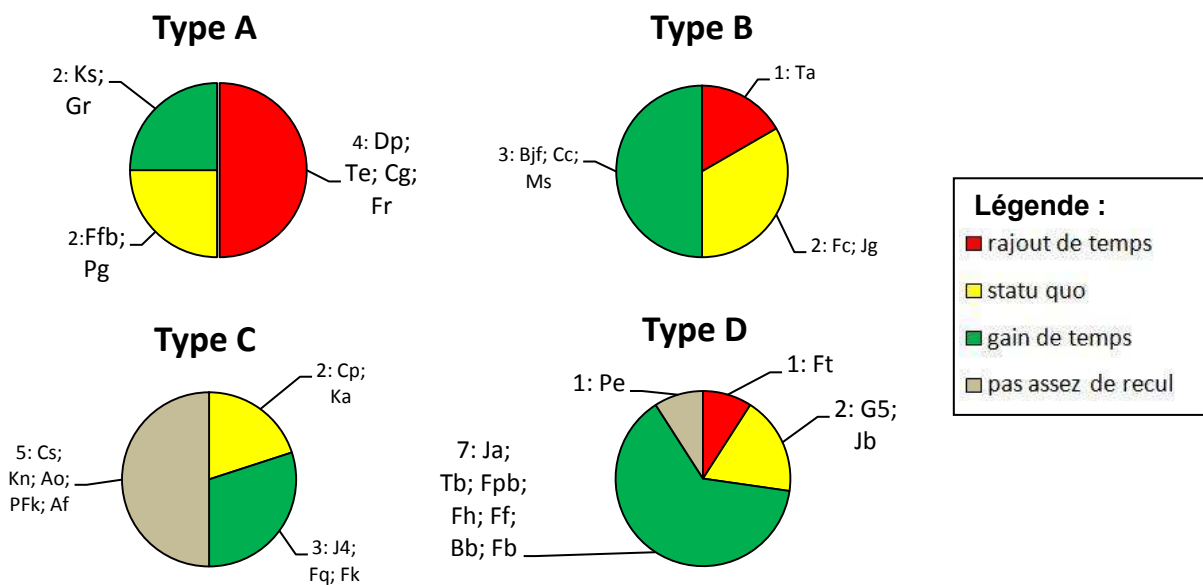 Type A
2: Ks;
Gr
4: Dp;
Te; Cg;
Fr
2:Ffb;
Pg
Type B
1: Ta
3: Bjf; Cc;
Ms
2: Fc; Jg
Légende :
rajout de temps
statu quo
gain de temps
pas assez de recul
Type C
2: Cp;
Ka
5: Cs;
Kn; Ao;
PFk; Af
3: J4;
Fq; Fk
Type D
1: Pe
1: Ft
2: G5;
Jb
7: Ja;
Tb; Fpb;
Fh; Ff;
Bb; Fb